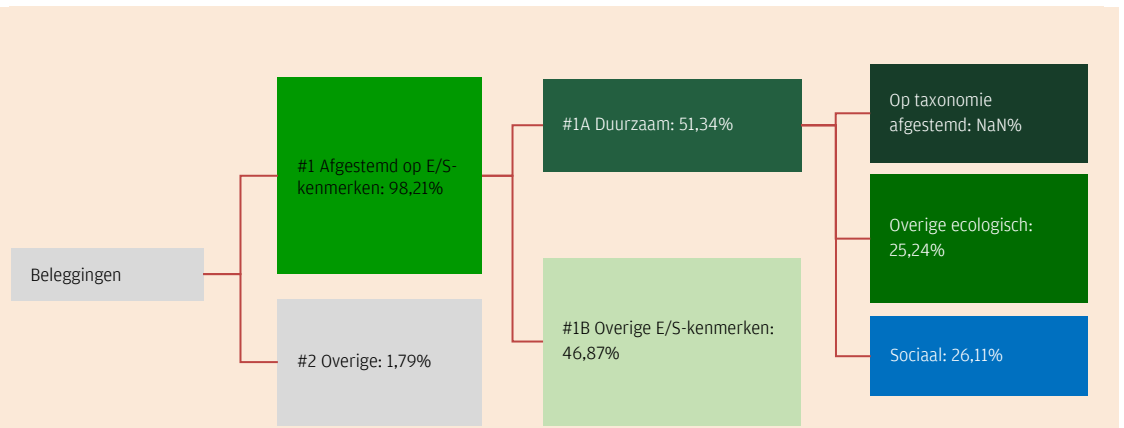 Beleggingen
#1 Afgestemd op E/S-
kenmerken: 98,21%
#2 Overige: 1,79%
#1A Duurzaam: 51,34%
#1B Overige E/S-kenmerken:
46,87%
Op taxonomie
afgestemd: NaN%
Overige ecologisch:
25,24%
Sociaal: 26,11%